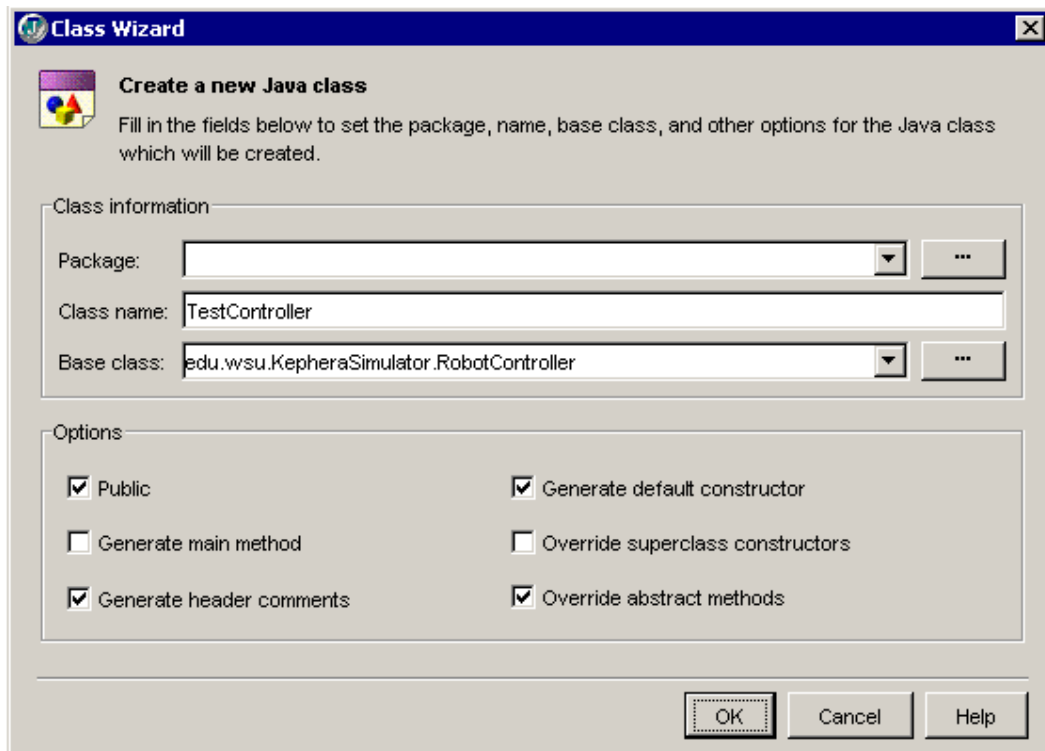 Class Wizard
Create a new Java class
Fill in the fields below to set the package, name, base class, and other options for the Java class
which will be created.
Class information
Package:
...
Class name: TestController
Base class: edu.wsu.KepheraSimulator.RobotController
...
Options
Public
Generate default constructor
Generate main method
Override superclass constructors
Generate header comments
Override abstract methods
OK
Cancel
Help